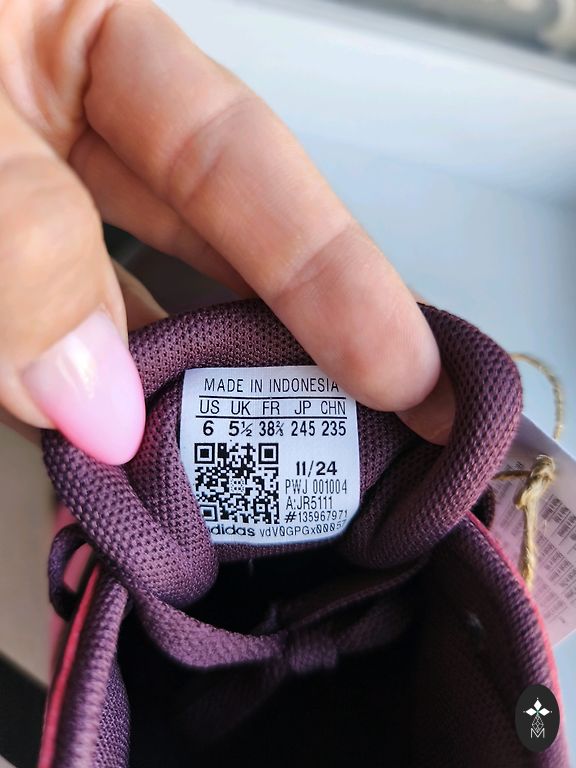 MADE IN INDONESIA
US UK FR JP CHN
6 5½ 38⅔ 245 235
11/24
PWJ 001004
A:JR5111
#135967971
adidas vdV0GPGx00057
M